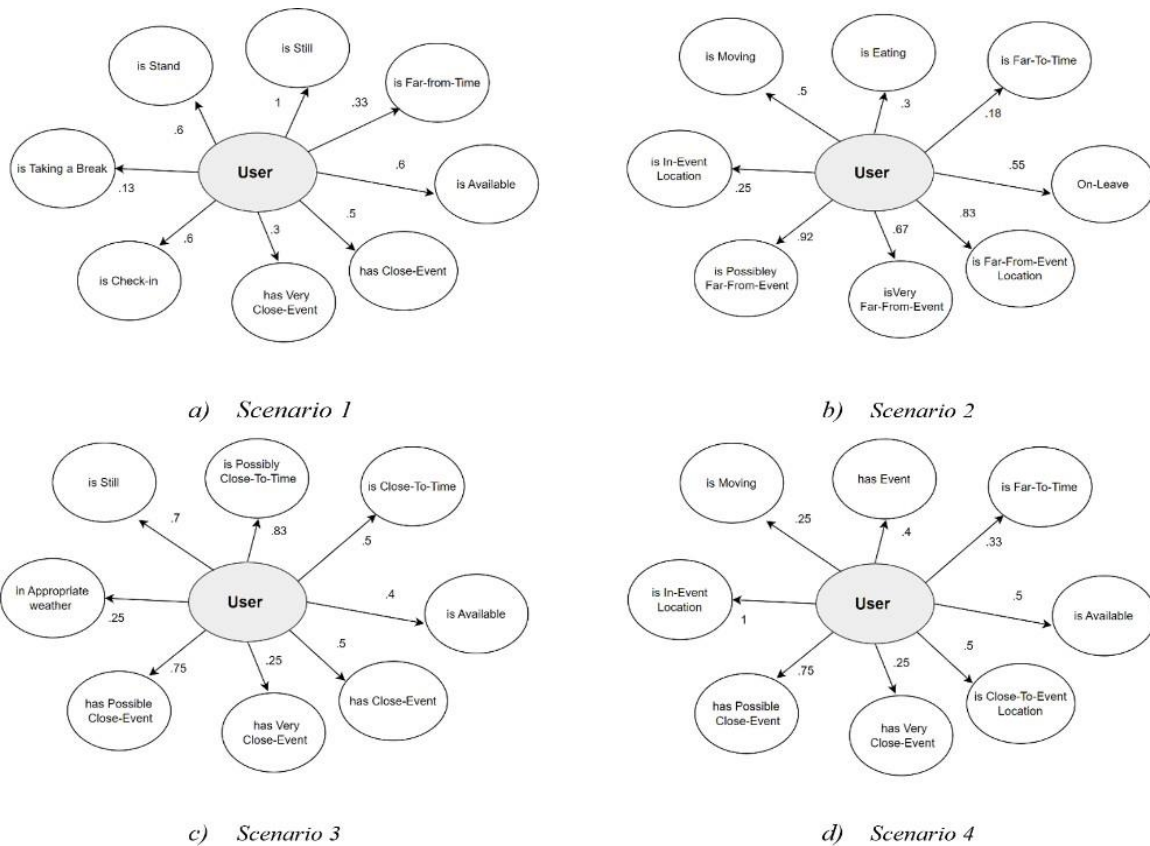 is Still
is Stand
is Far-from-Time
1
.33
.6
User
is Taking a Break
.13
.6
is Available
.6
.3
.5
is Check-in
has Very
Close-Event
has Close-Event
a) Scenario 1
is Moving
is Eating
is Far-To-Time
.5
.3
.18
is In-Event
Location
.25
User
.55
On-Leave
.92
.67
.83
is Possibley
Far-From-Event
isVery
Far-From-Event
is Far-From-Event
Location
b) Scenario 2
is Still
is Possibly
Close-To-Time
is Close-To-Time
.7
.83
.5
In Appropriate
weather
.25
User
.4
is Available
.75
.25
.5
has Possible
Close-Event
has Very
Close-Event
has Close-Event
c) Scenario 3
is Moving
has Event
is Far-To-Time
.25
.4
.33
is In-Event
Location
1
User
.5
is Available
.75
.25
.5
has Possible
Close-Event
has Very
Close-Event
is Close-To-Event
Location
d) Scenario 4